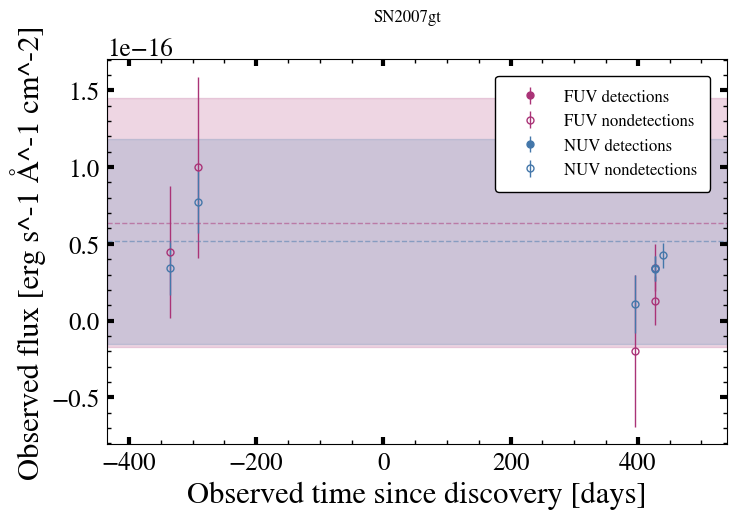 SN2007gt
1e−16
Observed flux [erg s^-1 Å^-1 cm^-2]
1.5
1.0
0.5
0.0
−0.5
FUV detections
FUV nondetections
NUV detections
NUV nondetections
−400
−200
0
200
400
Observed time since discovery [days]